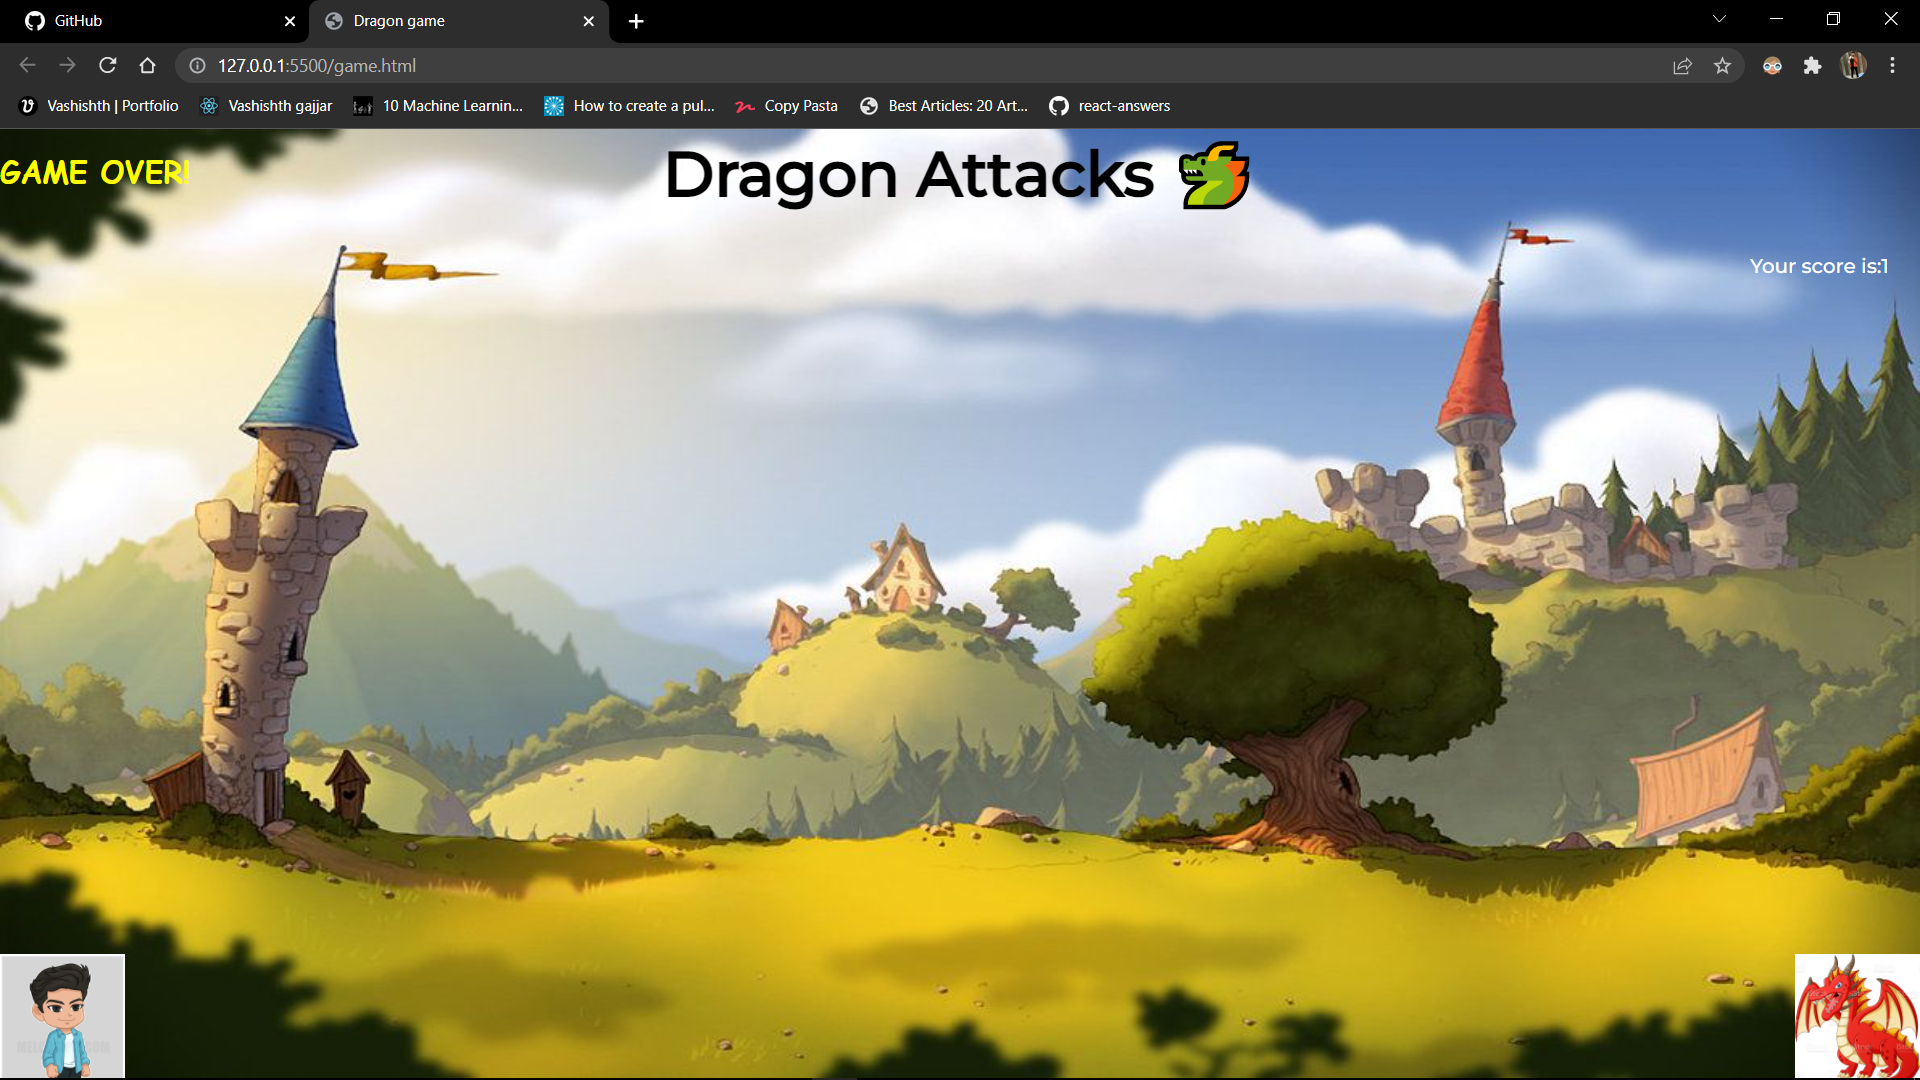 GitHub
Dragon game
127.0.0.1:5500/game.html
Vashishth | Portfolio
Vashishth gajjar
10 Machine Learnin...
How to create a pul...
Copy Pasta
Best Articles: 20 Art...
react-answers
GAME OVER!
Dragon Attacks
Your score is:1